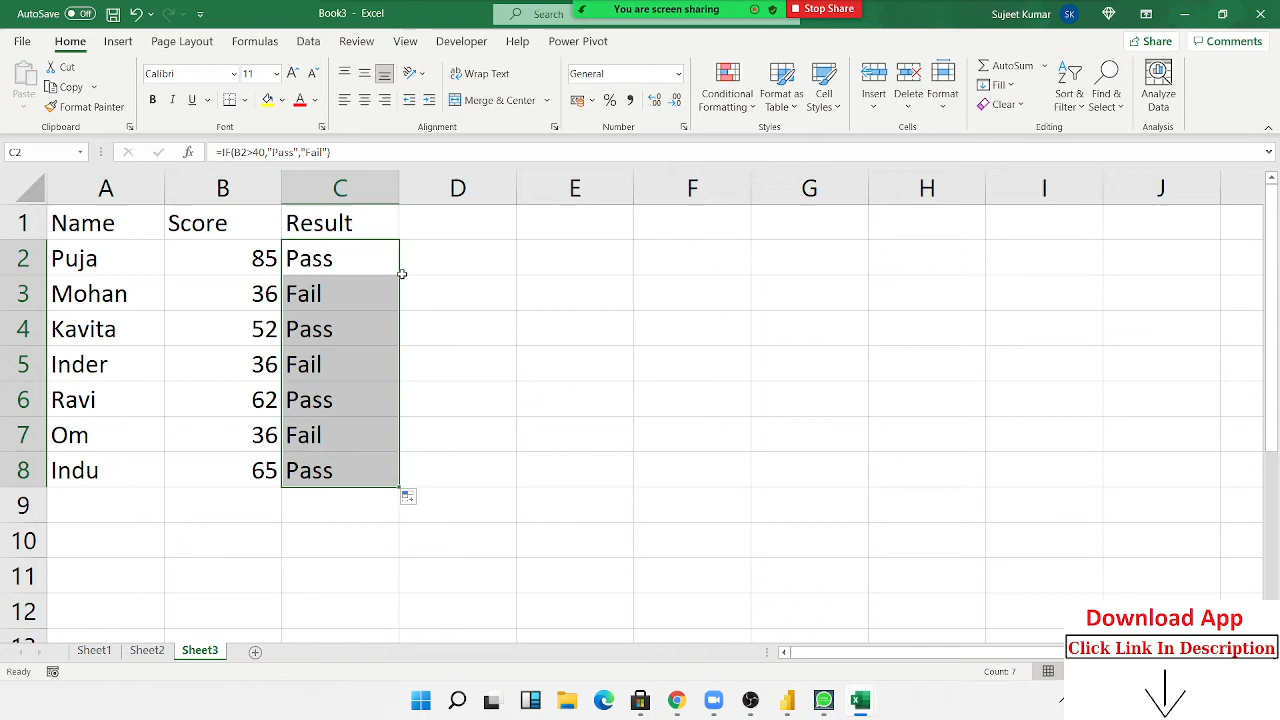 AutoSave Off Book3 - Excel Search You are screen sharing Stop Share Sujeet Kumar SK
File Home Insert Page Layout Formulas Data Review View Developer Help Power Pivot Share Comments
Paste Cut Copy Format Painter
Calibri 11
B I U A
Wrap Text
Merge & Center
General
Conditional Formatting Format as Table Cell Styles
Insert Delete Format
AutoSum
Fill
Clear
Sort & Filter Find & Select
Analyze Data
Clipboard Font Alignment Number Styles Cells Editing Analysis
C2 fx =IF(B2>40,"Pass","Fail")
A B C D E F G H I J
1 Name Score Result
2 Puja 85 Pass
3 Mohan 36 Fail
4 Kavita 52 Pass
5 Inder 36 Fail
6 Ravi 62 Pass
7 Om 36 Fail
8 Indu 65 Pass
9
10
11
12
Download App
Click Link In Description
Sheet1 Sheet2 Sheet3
Ready Count: 7